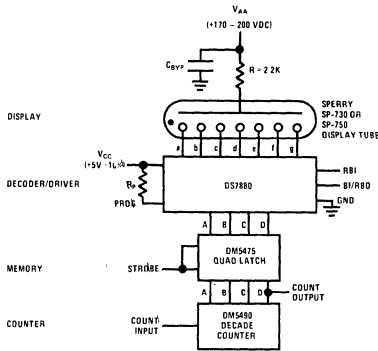 VAA
(+170 – 200 VDC)
CBYP
R = 2.2K
DISPLAY
SPERRY
SP-730 OR
SP-750
DISPLAY TUBE
a b c d e f g
VCC
(+5V
DECODER/DRIVER
DS7880
RBI
BI/RBO
GND
RP
PROG
A B C D
MEMORY
STROBE
DM5475
QUAD LATCH
A B C D
COUNT
OUTPUT
COUNTER
COUNT
INPUT
DM5490
DECADE
COUNTER